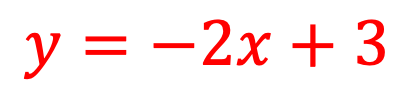 y = −2x + 3